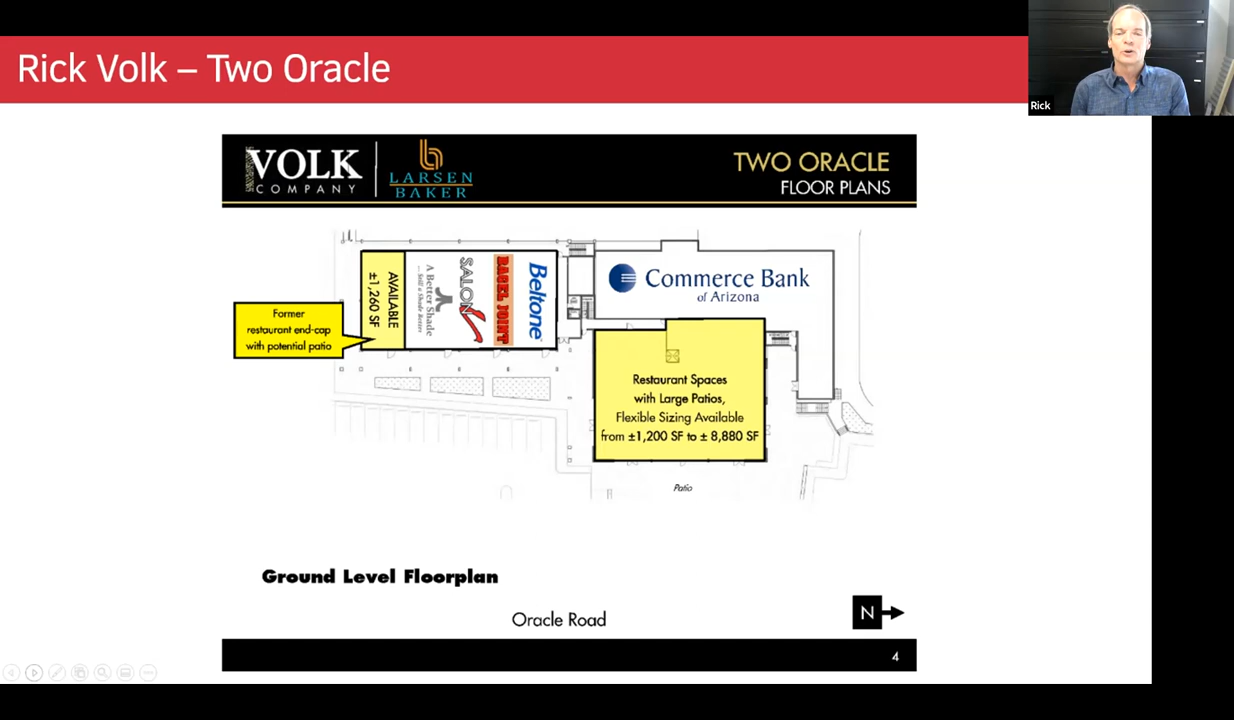 Rick Volk – Two Oracle
Rick
VOLK
COMPANY
LARSEN
BAKER
TWO ORACLE
FLOOR PLANS
Former
restaurant end-cap
with potential patio
AVAILABLE
±1,260 SF
A Better Shade
...Still a Shade Better
SALON
BAGEL JOINT
Beltone
Commerce Bank
of Arizona
Restaurant Spaces
with Large Patios,
Flexible Sizing Available
from ±1,200 SF to ± 8,880 SF
Patio
Ground Level Floorplan
Oracle Road
N
4